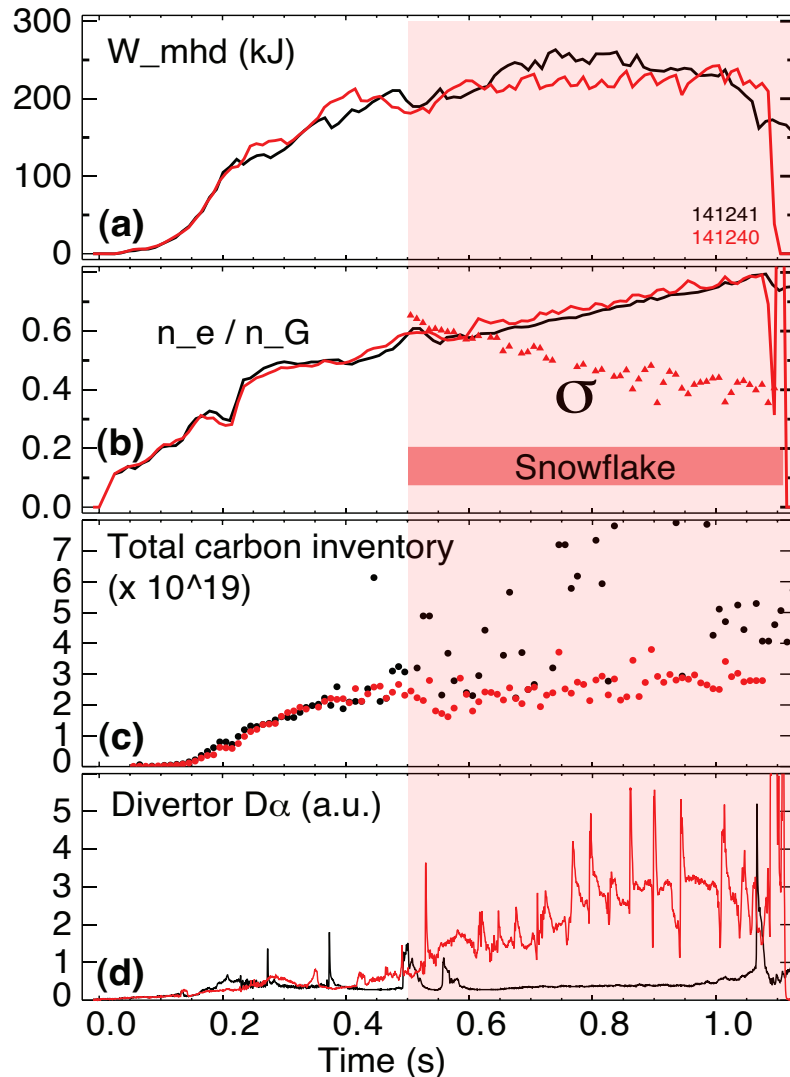 300
W_mhd (kJ)
200
100
141241
(a)
141240
0
n_e / n_G
0.6
0.4
σ
0.2
(b)
Snowflake
0.0
7
Total carbon inventory
6
(x 10^19)
5
4
3
2
1
(c)
0
5
Divertor Dα (a.u.)
4
3
2
1
(d)
0
0.0 0.2 0.4 0.6 0.8 1.0
Time (s)